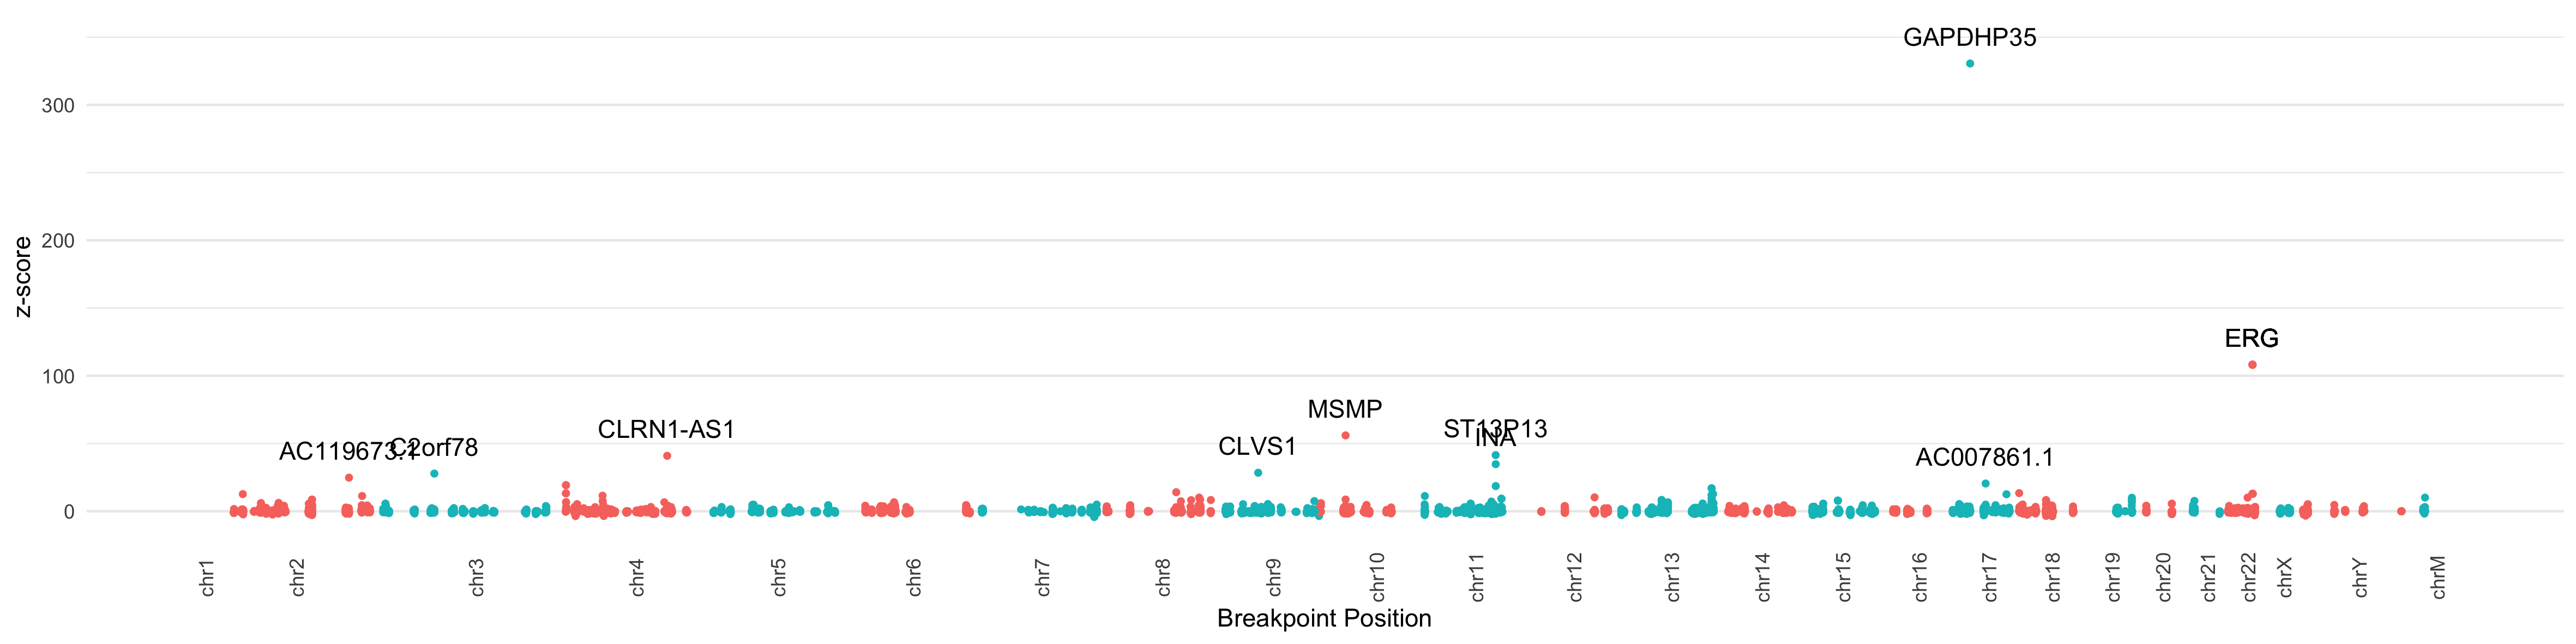 GAPDHP35
300
200
z-score
ERG
100
MSMP
CLRN1-AS1
ST13P13
INA
AC119673.1
C2orf78
CLVS1
AC007861.1
0
chr1
chr2
chr3
chr4
chr5
chr6
chr7
chr8
chr9
chr10
chr11
chr12
chr13
chr14
chr15
chr16
chr17
chr18
chr19
chr20
chr21
chr22
chrX
chrY
chrM
Breakpoint Position